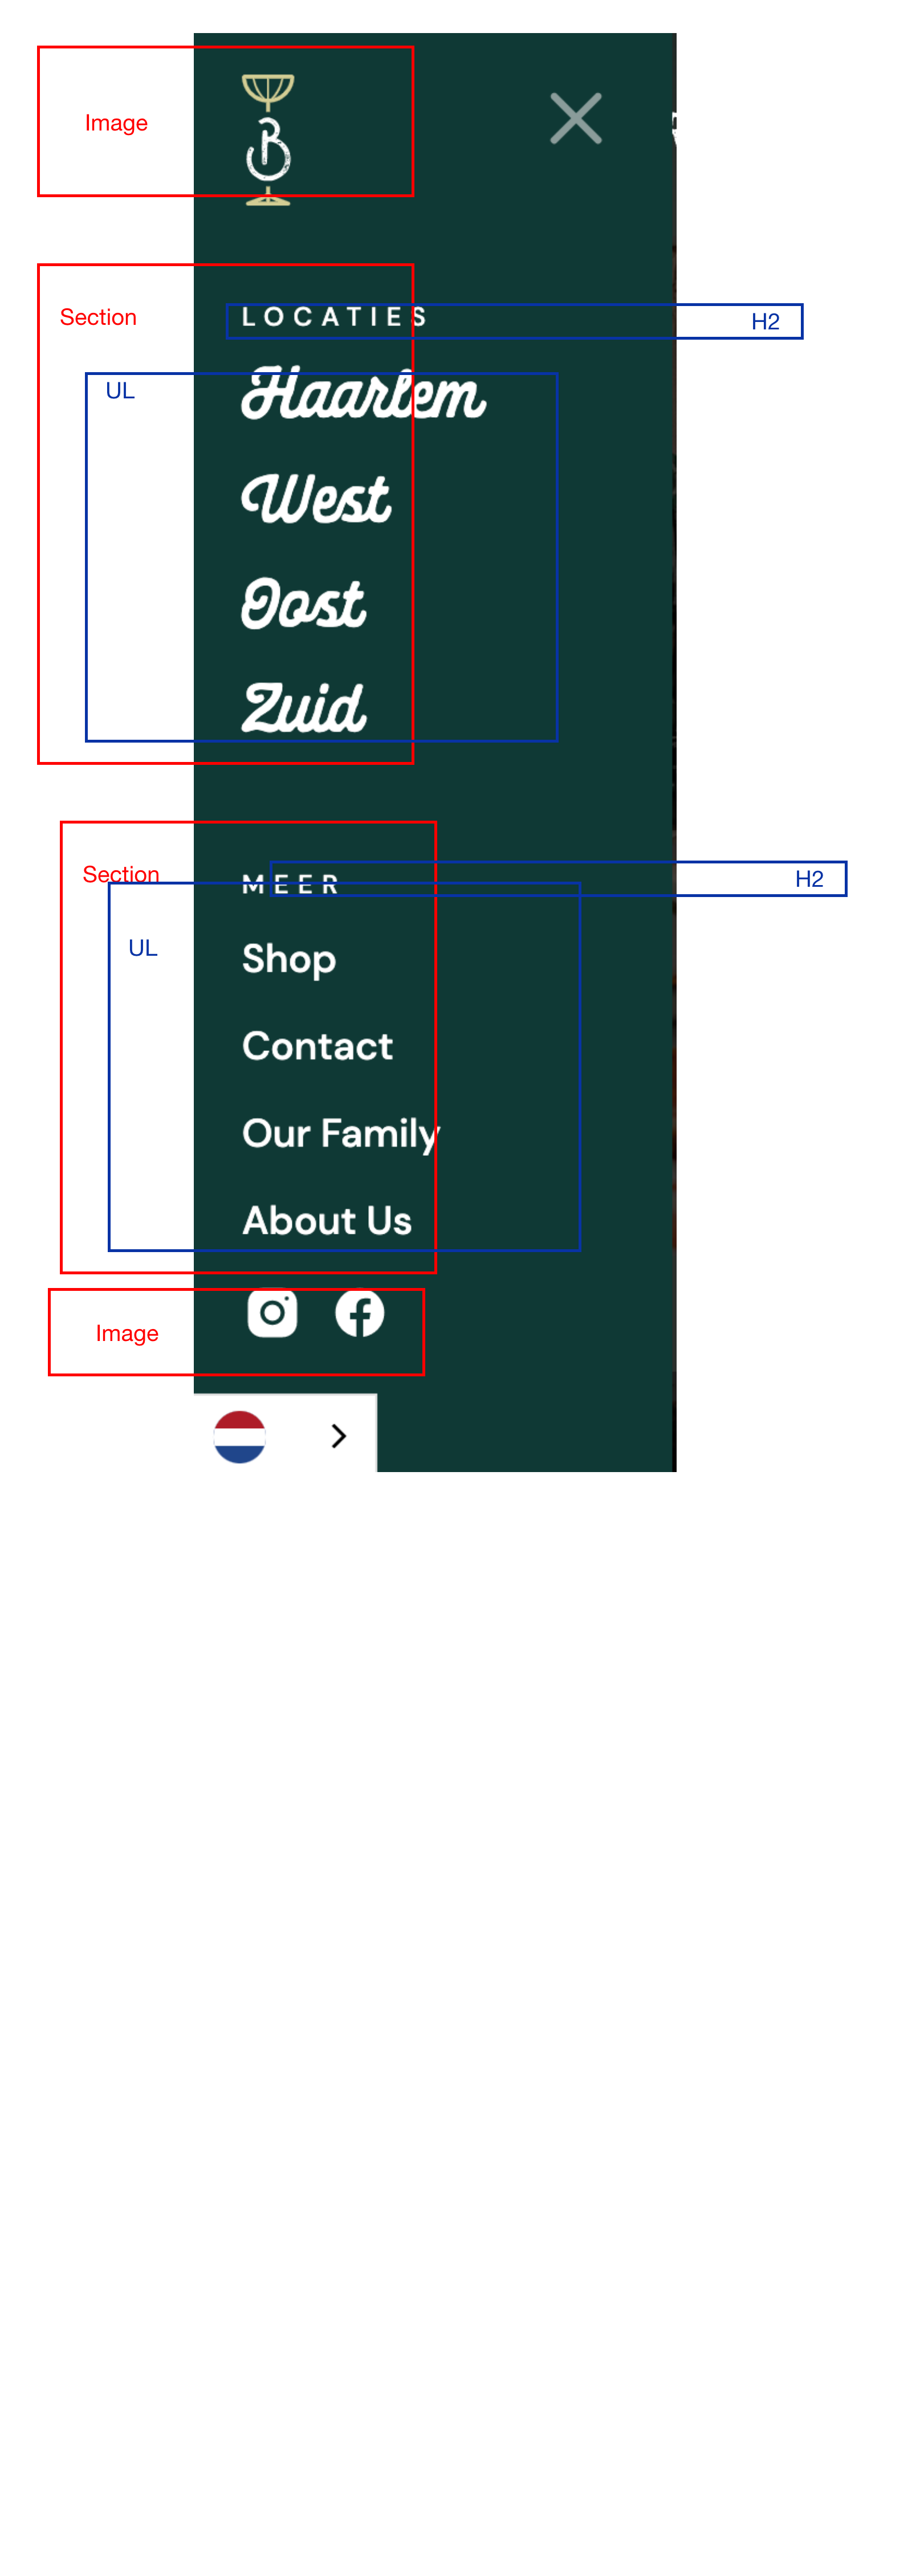 Image
B
Section
LOCATIES
H2
UL
Haarlem
West
Oost
Zuid
Section
MEER
H2
UL
Shop
Contact
Our Family
About Us
Image